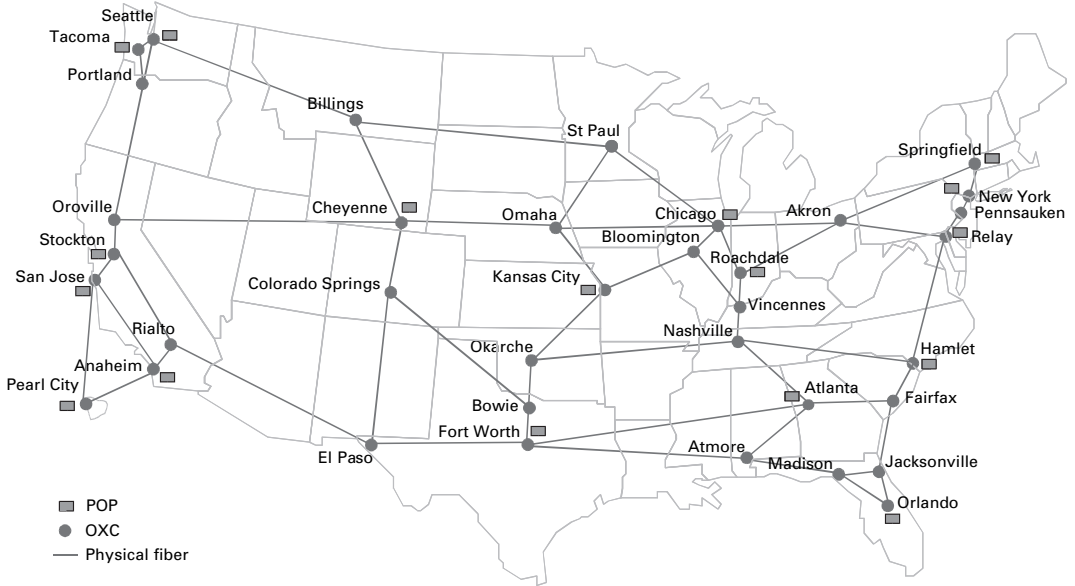 Seattle
Tacoma
Portland
Billings
St Paul
Springfield
New York
Pennsauken
Relay
Oroville
Cheyenne
Omaha
Chicago
Akron
Stockton
Bloomington
Roachdale
San Jose
Colorado Springs
Kansas City
Vincennes
Rialto
Nashville
Okarche
Hamlet
Anaheim
Pearl City
Atlanta
Fairfax
Bowie
Fort Worth
El Paso
Atmore
Madison
Jacksonville
Orlando
POP
OXC
Physical fiber